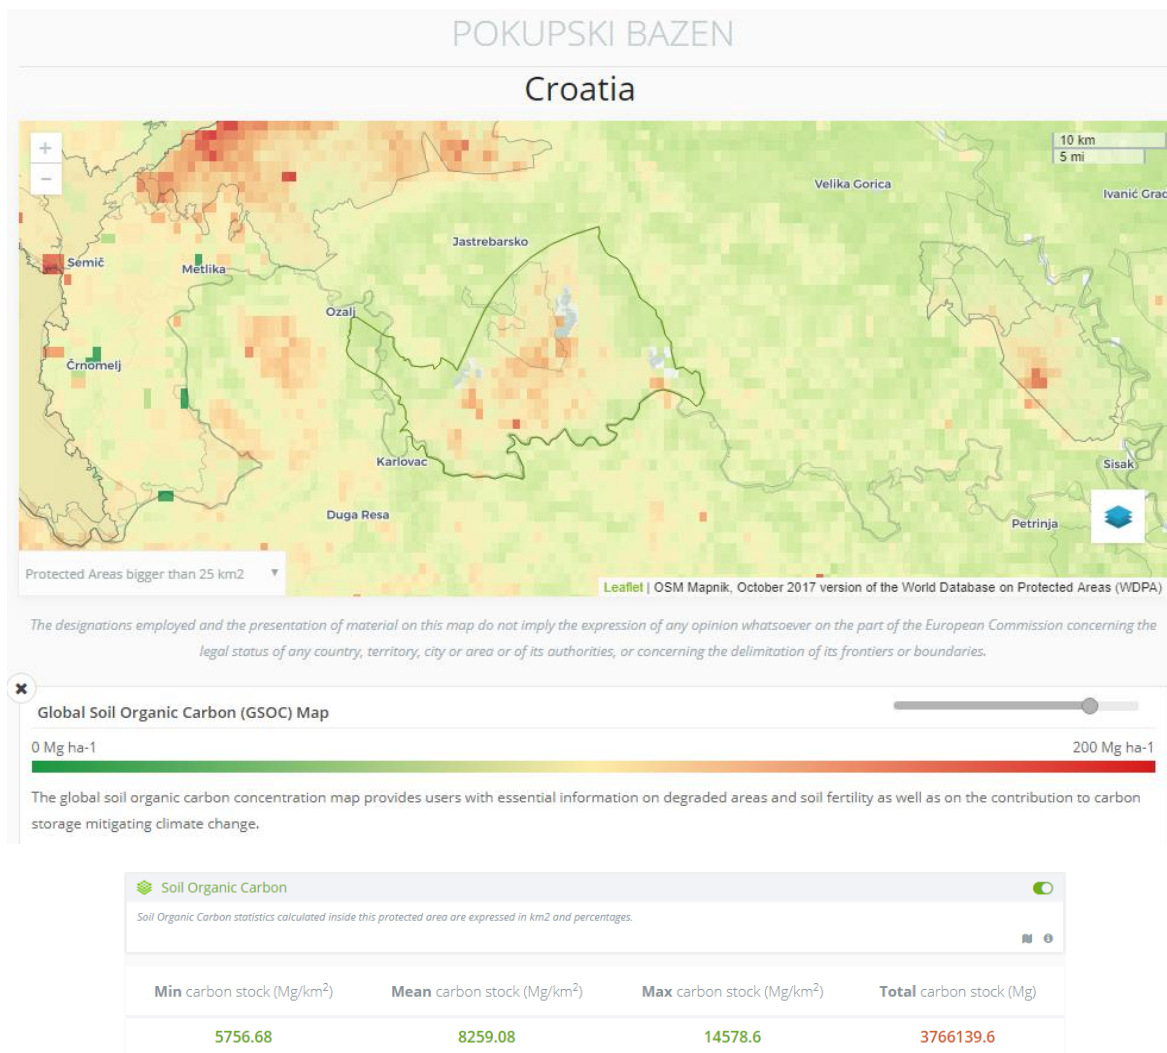 POKUPSKI BAZEN
Croatia
+
−
10 km
5 mi
Velika Gorica
Ivanić Grad
Jastrebarsko
Semič
Metlika
Ozalj
Črnomelj
Karlovac
Sisak
Duga Resa
Petrinja
Protected Areas bigger than 25 km2
Leaflet | OSM Mapnik, October 2017 version of the World Database on Protected Areas (WDPA)
The designations employed and the presentation of material on this map do not imply the expression of any opinion whatsoever on the part of the European Commission concerning the
legal status of any country, territory, city or area or of its authorities, or concerning the delimitation of its frontiers or boundaries.
Global Soil Organic Carbon (GSOC) Map
0 Mg ha-1 200 Mg ha-1
The global soil organic carbon concentration map provides users with essential information on degraded areas and soil fertility as well as on the contribution to carbon
storage mitigating climate change.
Soil Organic Carbon
Soil Organic Carbon statistics calculated inside this protected area are expressed in km2 and percentages.
Min carbon stock (Mg/km²) Mean carbon stock (Mg/km²) Max carbon stock (Mg/km²) Total carbon stock (Mg)
5756.68 8259.08 14578.6 3766139.6